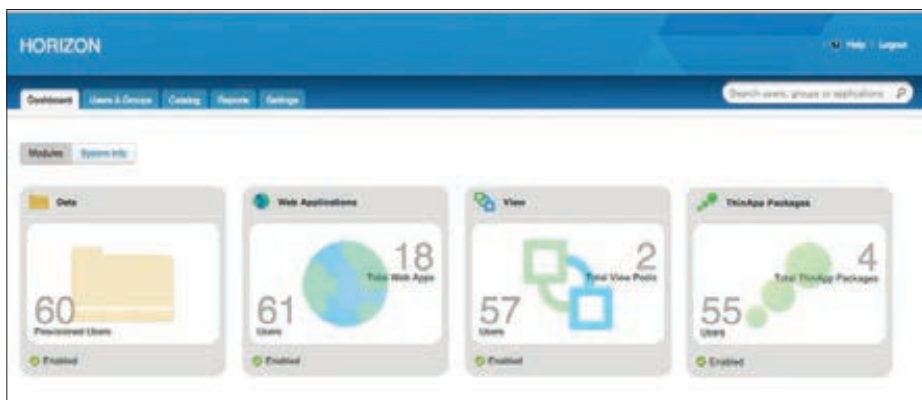 HORIZON
Help Logout
Dashboard Users & Groups Catalog Reports Settings
Search users, groups or applications
Modules System Info
Data
60
Provisioned Users
Enabled
Web Applications
18
Total Web Apps
61
Users
Enabled
View
2
Total View Pools
57
Users
Enabled
ThinApp Packages
4
Total ThinApp Packages
55
Users
Enabled